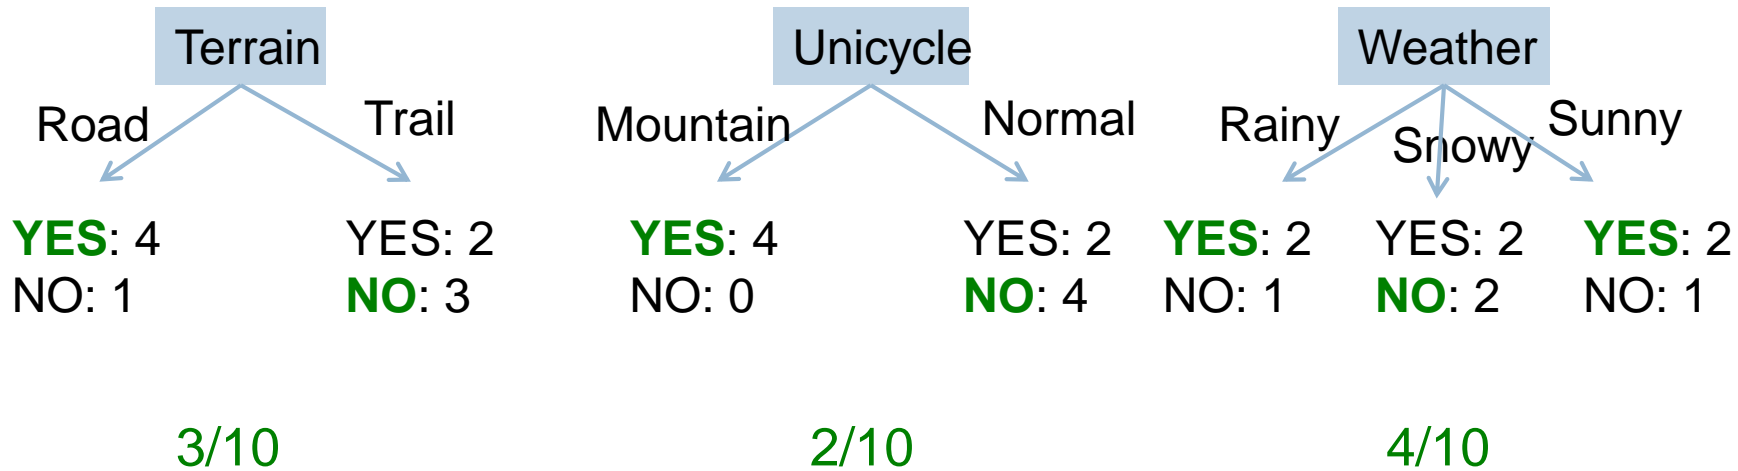 Terrain
Unicycle
Weather
Road
Trail
Mountain
Normal
Rainy
Snowy
Sunny
YES: 4
NO: 1
YES: 2
NO: 3
YES: 4
NO: 0
YES: 2
NO: 4
YES: 2
NO: 1
YES: 2
NO: 2
YES: 2
NO: 1
3/10
2/10
4/10